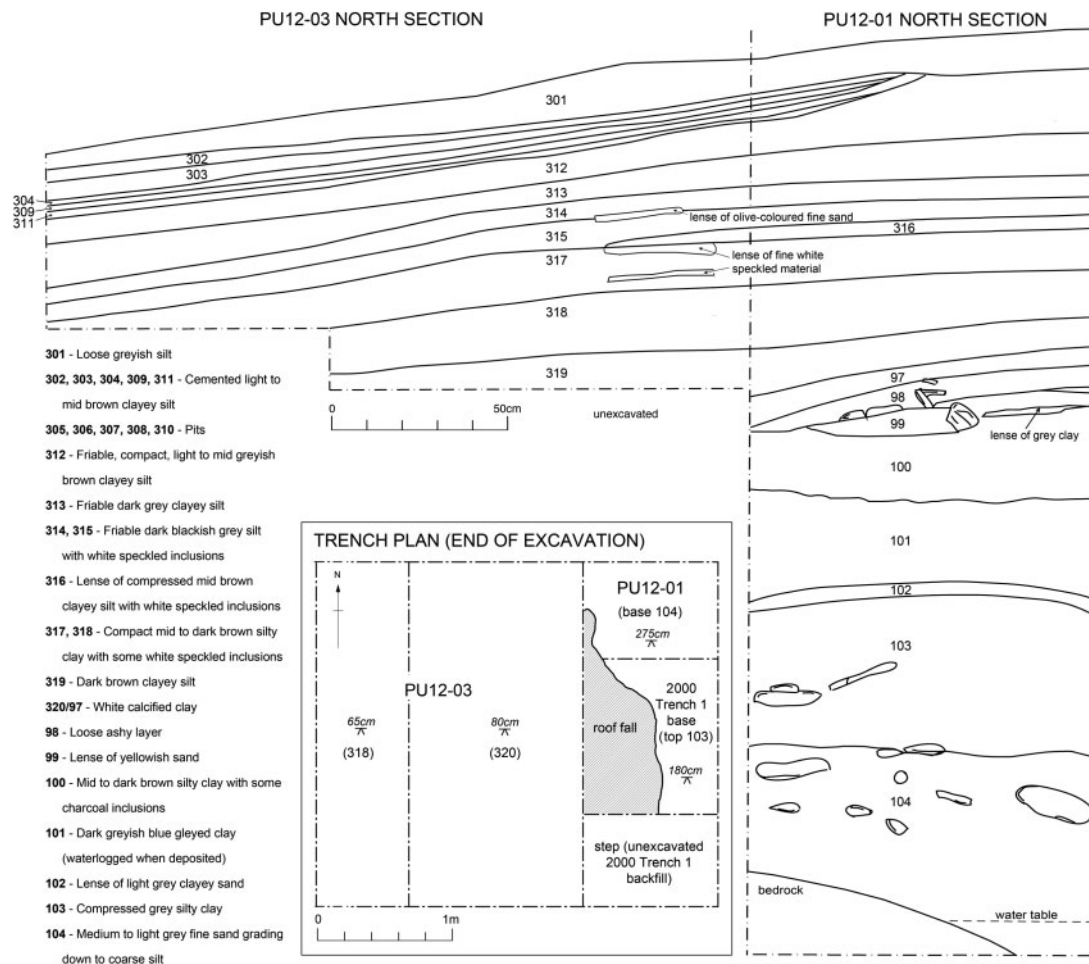 PU12-03 NORTH SECTION
PU12-01 NORTH SECTION
301
302
303
304
309
311
312
313
314
lense of olive-coloured fine sand
315
316
317
lense of fine white
speckled material
318
319
0
50cm
unexcavated
97
98
99
lense of grey clay
100
101
102
103
104
bedrock
water table
301 - Loose greyish silt
302, 303, 304, 309, 311 - Cemented light to
mid brown clayey silt
305, 306, 307, 308, 310 - Pits
312 - Friable, compact, light to mid greyish
brown clayey silt
313 - Friable dark grey clayey silt
314, 315 - Friable dark blackish grey silt
with white speckled inclusions
316 - Lense of compressed mid brown
clayey silt with white speckled inclusions
317, 318 - Compact mid to dark brown silty
clay with some white speckled inclusions
319 - Dark brown clayey silt
320/97 - White calcified clay
98 - Loose ashy layer
99 - Lense of yellowish sand
100 - Mid to dark brown silty clay with some
charcoal inclusions
101 - Dark greyish blue gleyed clay
(waterlogged when deposited)
102 - Lense of light grey clayey sand
103 - Compressed grey silty clay
104 - Medium to light grey fine sand grading
down to coarse silt
TRENCH PLAN (END OF EXCAVATION)
N
PU12-01
(base 104)
275cm
PU12-03
65cm
(318)
80cm
(320)
roof fall
2000
Trench 1
base
(top 103)
180cm
step (unexcavated
2000 Trench 1
backfill)
0
1m